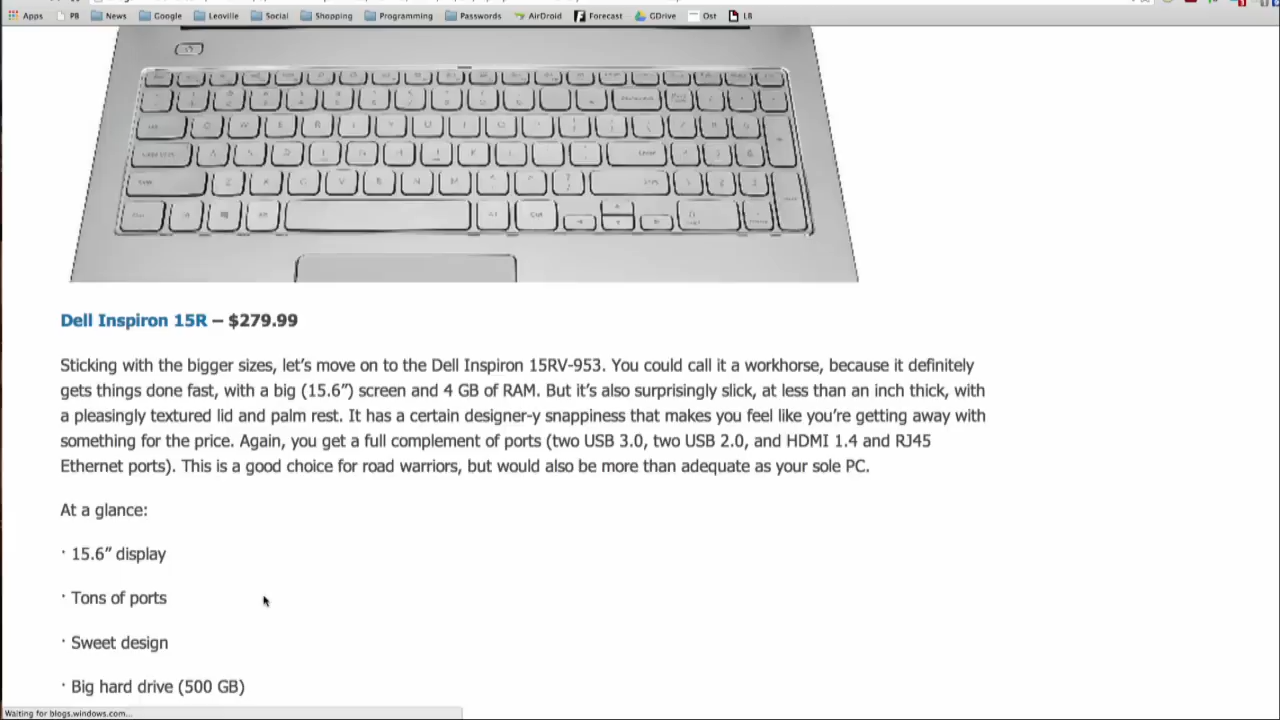 Apps PB News Google Leoville Social Shopping Programming Passwords AirDroid Forecast GDrive Ost LB
Dell Inspiron 15R – $279.99
Sticking with the bigger sizes, let’s move on to the Dell Inspiron 15RV-953. You could call it a workhorse, because it definitely
gets things done fast, with a big (15.6”) screen and 4 GB of RAM. But it’s also surprisingly slick, at less than an inch thick, with
a pleasingly textured lid and palm rest. It has a certain designer-y snappiness that makes you feel like you’re getting away with
something for the price. Again, you get a full complement of ports (two USB 3.0, two USB 2.0, and HDMI 1.4 and RJ45
Ethernet ports). This is a good choice for road warriors, but would also be more than adequate as your sole PC.
At a glance:
· 15.6” display
· Tons of ports
· Sweet design
· Big hard drive (500 GB)
Waiting for blogs.windows.com...